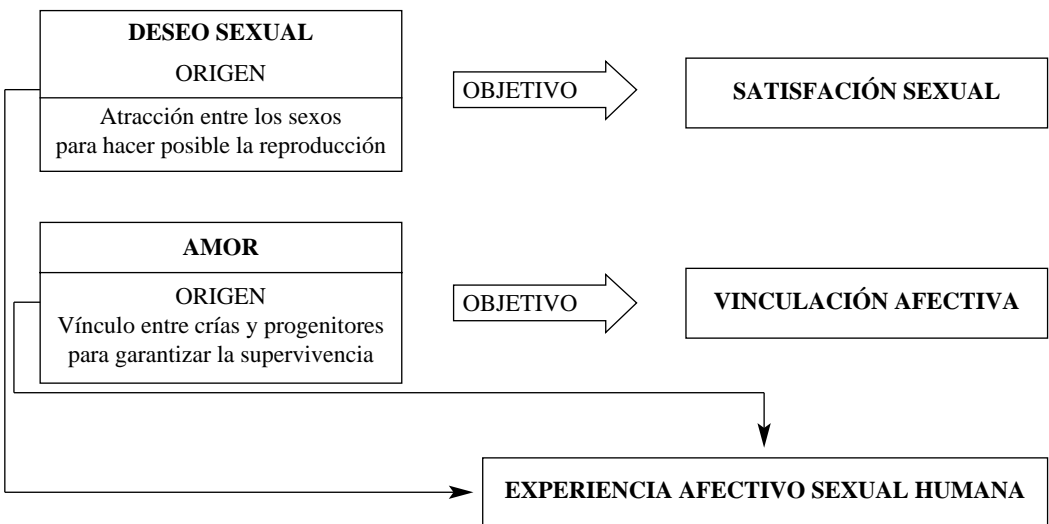 DESEO SEXUAL
ORIGEN
Atracción entre los sexos
para hacer posible la reproducción
OBJETIVO
SATISFACIÓN SEXUAL
AMOR
ORIGEN
Vínculo entre crías y progenitores
para garantizar la supervivencia
OBJETIVO
VINCULACIÓN AFECTIVA
EXPERIENCIA AFECTIVO SEXUAL HUMANA